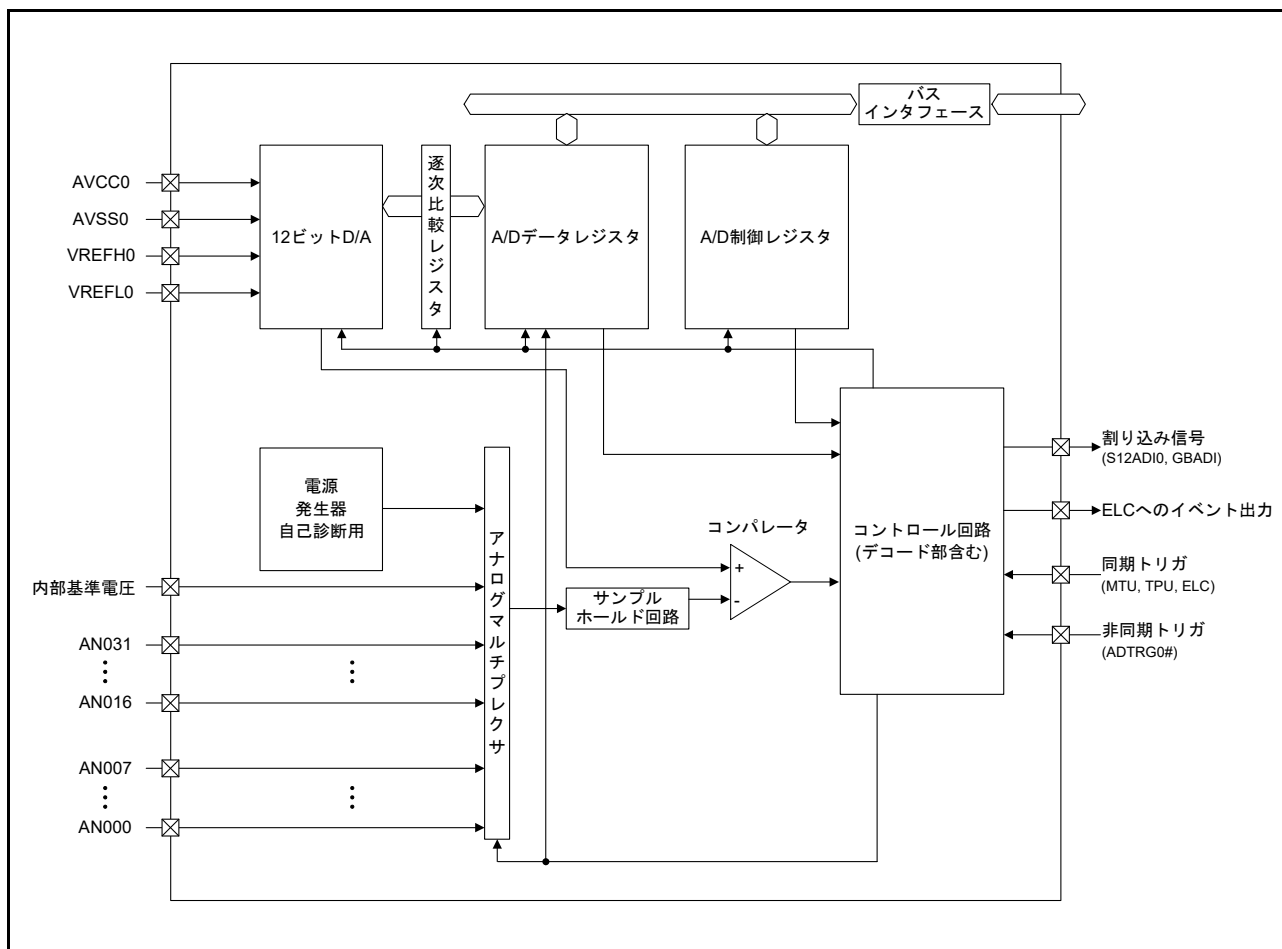 バス
インタフェース
AVCC0
AVSS0
VREFH0
VREFL0
12ビットD/A
逐次比較レジスタ
A/Dデータレジスタ
A/D制御レジスタ
電源
発生器
自己診断用
アナログマルチプレクサ
内部基準電圧
AN031
AN016
AN007
AN000
サンプル
ホールド回路
コンパレータ
+
-
コントロール回路
(デコード部含む)
割り込み信号
(S12ADI0, GBADI)
ELCへのイベント出力
同期トリガ
(MTU, TPU, ELC)
非同期トリガ
(ADTRG0#)